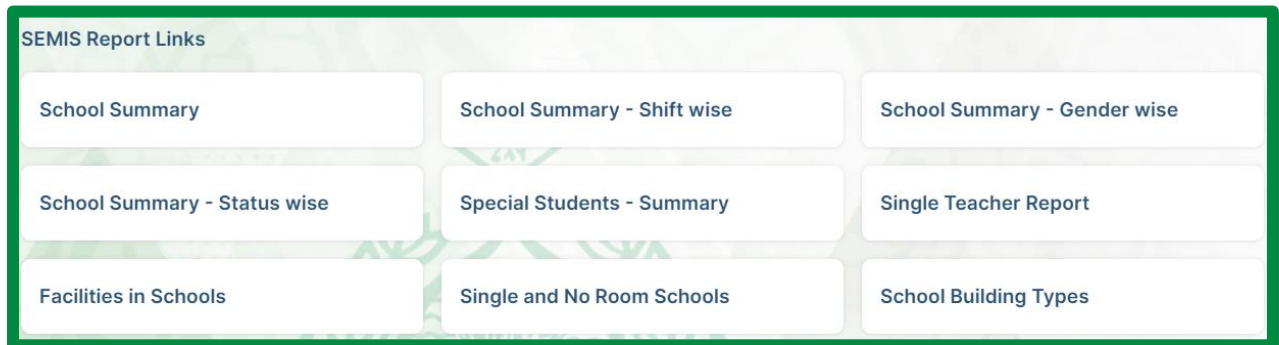 SEMIS Report Links
School Summary
School Summary - Shift wise
School Summary - Gender wise
School Summary - Status wise
Special Students - Summary
Single Teacher Report
Facilities in Schools
Single and No Room Schools
School Building Types